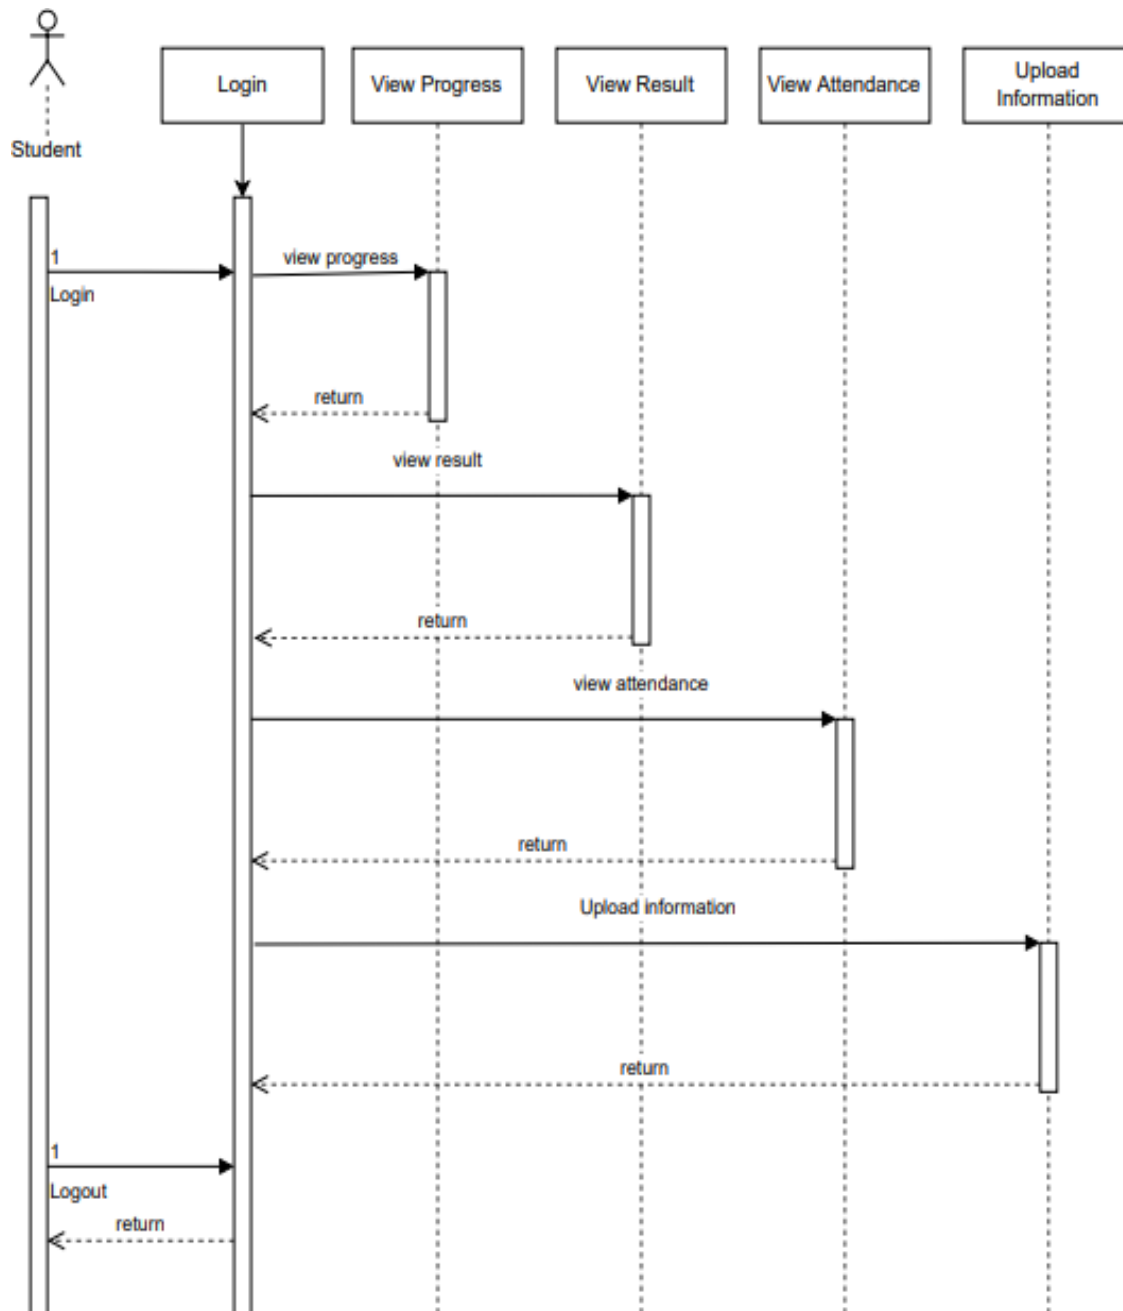 Login
View Progress
View Result
View Attendance
Upload
Information
Student
1
Login
view progress
return
view result
return
view attendance
return
Upload information
return
1
Logout
return